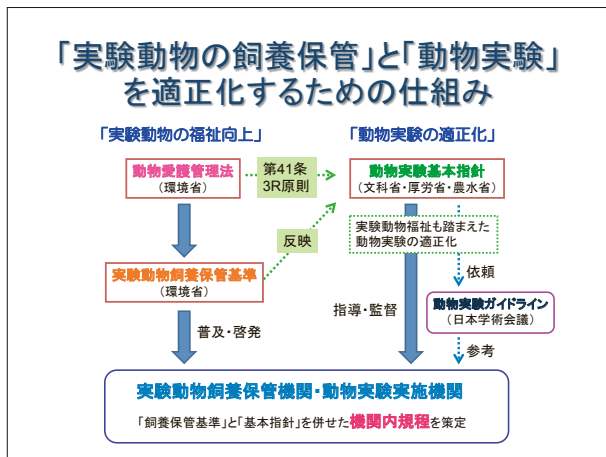 「実験動物の飼養保管」と「動物実験」
を適正化するための仕組み
「実験動物の福祉向上」
「動物実験の適正化」
動物愛護管理法
(環境省)
第41条
3R原則
動物実験基本指針
(文科省・厚労省・農水省)
反映
実験動物福祉も踏まえた
動物実験の適正化
実験動物飼養保管基準
(環境省)
依頼
指導・監督
動物実験ガイドライン
(日本学術会議)
普及・啓発
参考
実験動物飼養保管機関・動物実験実施機関
「飼養保管基準」と「基本指針」を併せた機関内規程を策定